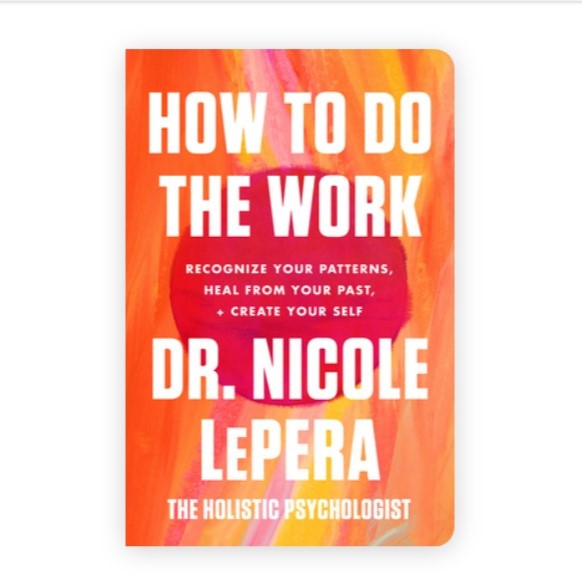 HOW TO DO
THE WORK
RECOGNIZE YOUR PATTERNS,
HEAL FROM YOUR PAST,
+ CREATE YOUR SELF
DR. NICOLE
LEPERA
THE HOLISTIC PSYCHOLOGIST